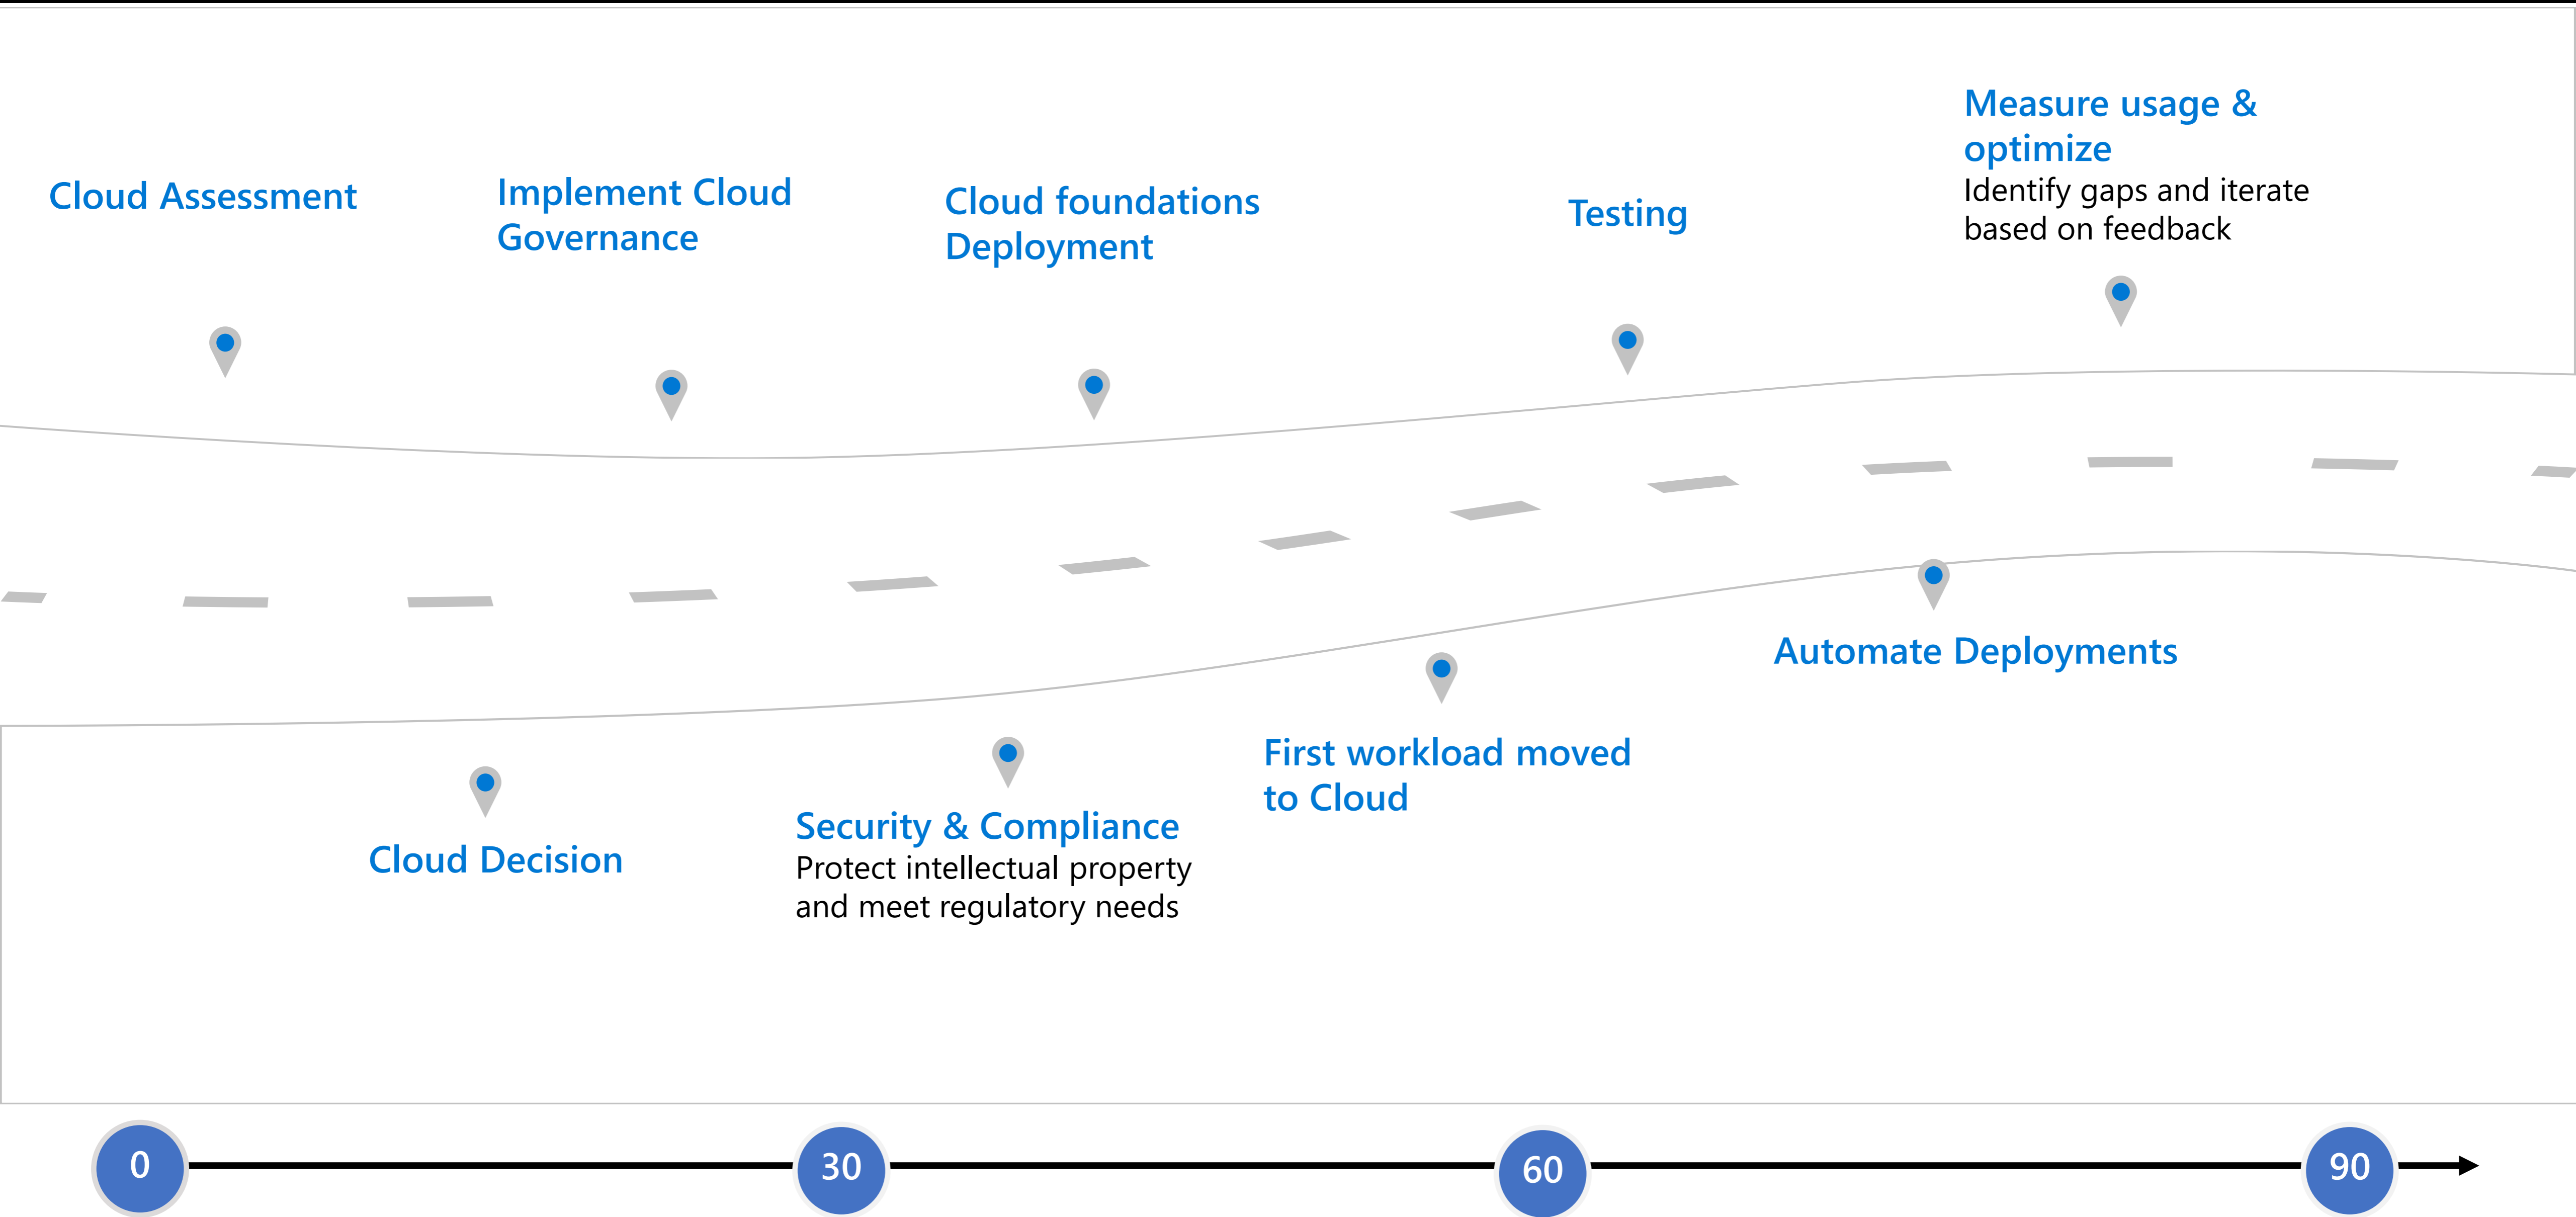 Cloud Assessment
Implement Cloud
Governance
Cloud foundations
Deployment
Testing
Measure usage &
optimize
Identify gaps and iterate
based on feedback
Cloud Decision
Security & Compliance
Protect intellectual property
and meet regulatory needs
First workload moved
to Cloud
Automate Deployments
0
30
60
90